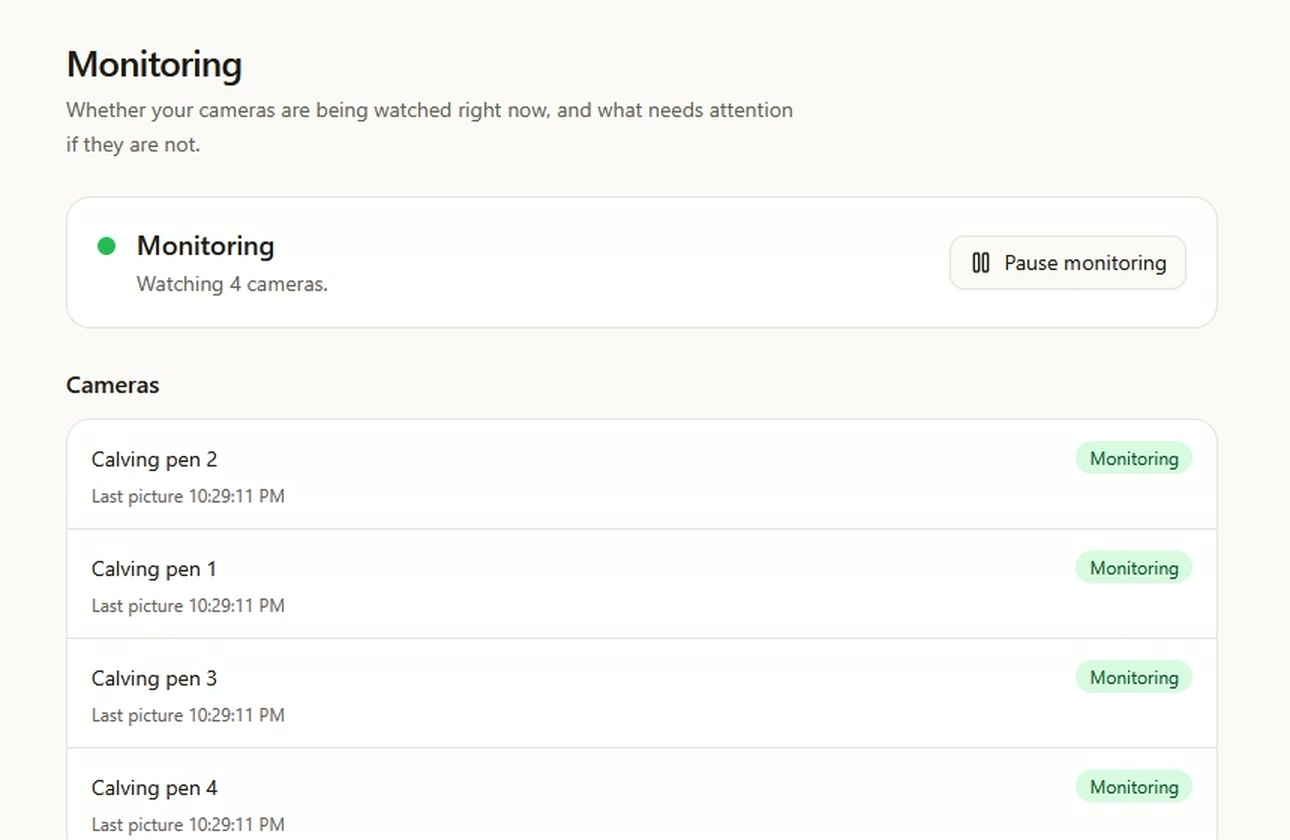 Monitoring
Whether your cameras are being watched right now, and what needs attention
if they are not.
Monitoring
Watching 4 cameras.
Pause monitoring
Cameras
Calving pen 2
Monitoring
Last picture 10:29:11 PM
Calving pen 1
Monitoring
Last picture 10:29:11 PM
Calving pen 3
Monitoring
Last picture 10:29:11 PM
Calving pen 4
Monitoring
Last picture 10:29:11 PM